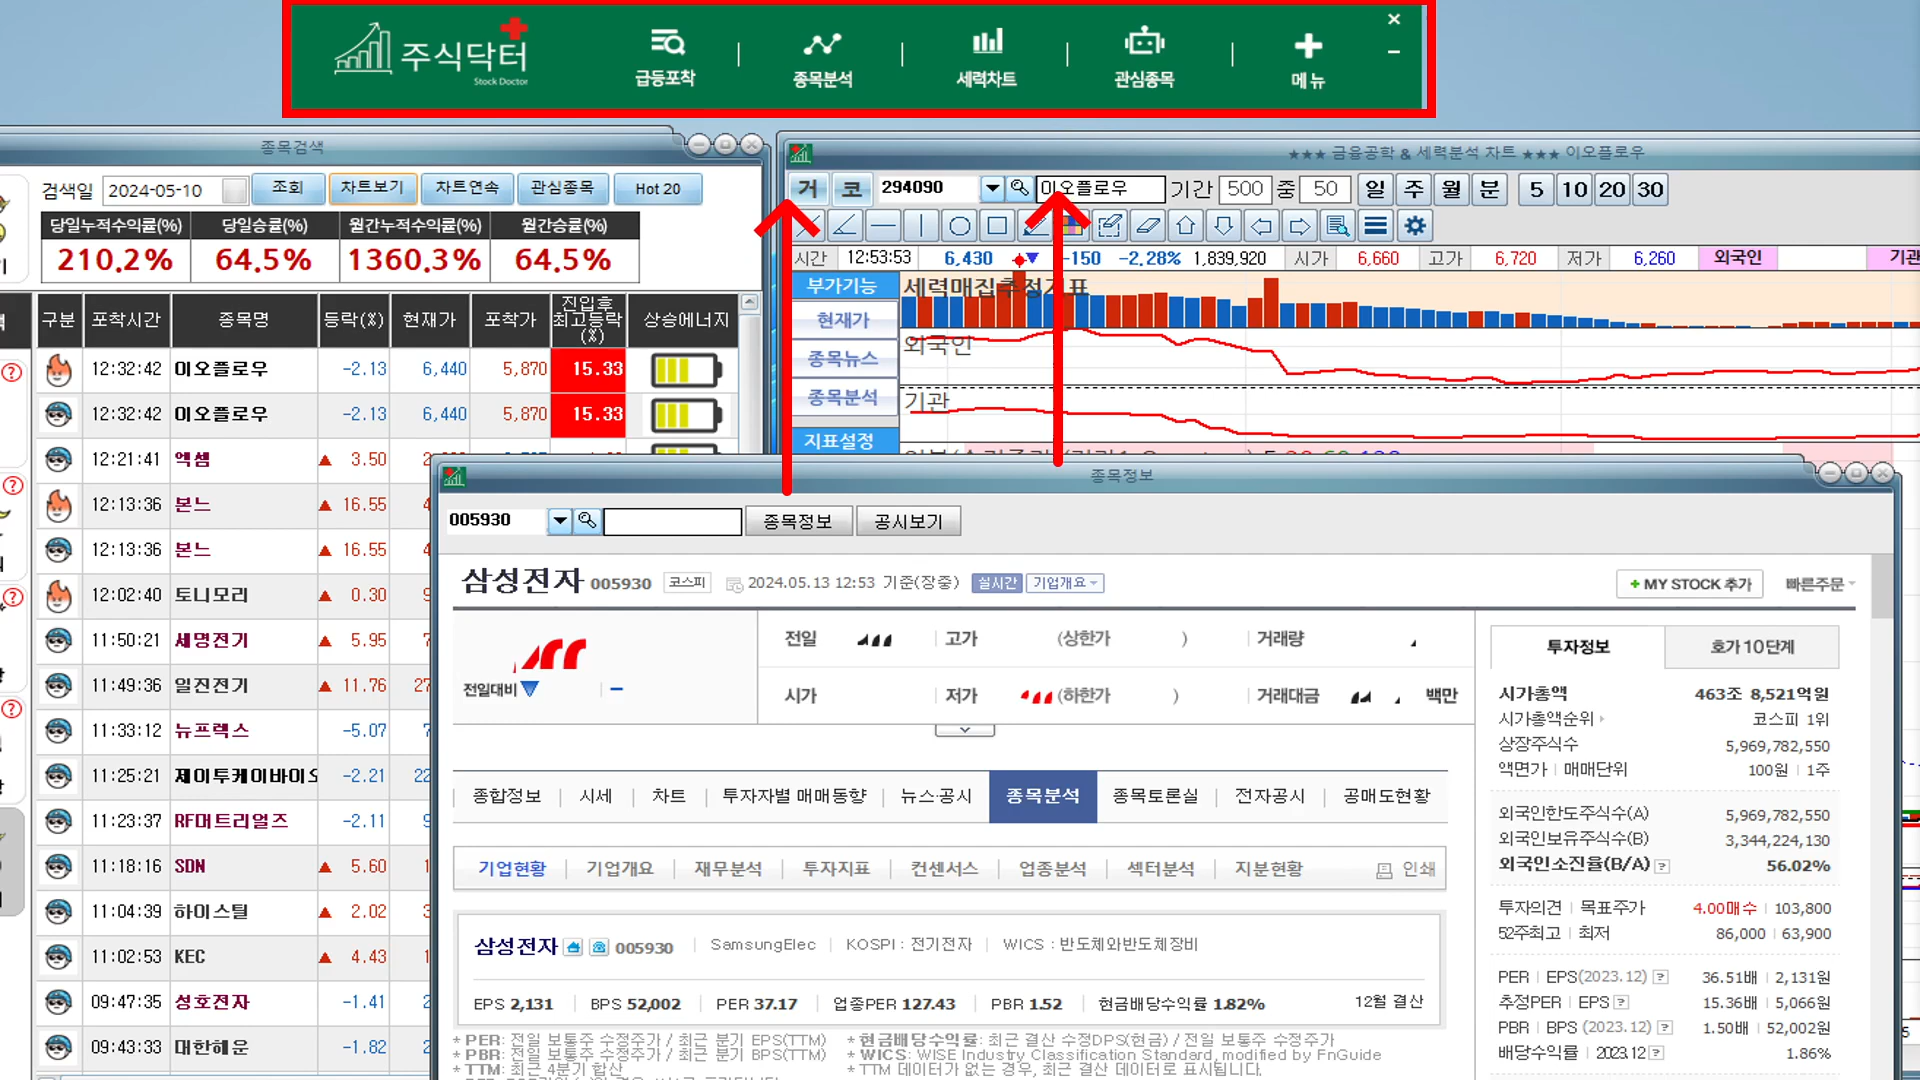 주식닥터
Stock Doctor
급등포착
종목분석
세력차트
관심종목
메뉴
종목검색
검색일 2024-05-10 조회 차트보기 차트연속 관심종목 Hot 20
당일누적수익률(%) 당일승률(%) 월간누적수익률(%) 월간승률(%)
210.2% 64.5% 1360.3% 64.5%
구분 포착시간 종목명 등락(%) 현재가 포착가 진입후 최고등락 (%) 상승에너지
12:32:42 이오플로우 -2.13 6,440 5,870 15.33
12:32:42 이오플로우 -2.13 6,440 5,870 15.33
12:21:41 엑셈 ▲ 3.50
12:13:36 본느 ▲ 16.55
12:13:36 본느 ▲ 16.55
12:02:40 토니모리 ▲ 0.30
11:50:21 세명전기 ▲ 5.95
11:49:36 일진전기 ▲ 11.76
11:33:12 뉴프렉스 -5.07
11:25:21 제이투케이바이오 -2.21
11:23:37 RF머트리얼즈 -2.11
11:18:16 SDN ▲ 5.60
11:04:39 하이스틸 ▲ 2.02
11:02:53 KEC ▲ 4.43
09:47:35 성호전자 -1.41
09:43:33 대한해운 -1.82
★★★ 금융공학 & 세력분석 차트 ★★★ 이오플로우
거 코 294090 이오플로우 기간 500 중 50 일 주 월 분 5 10 20 30
시간 12:53:53 6,430 ▼ -150 -2.28% 1,839,920 시가 6,660 고가 6,720 저가 6,260 외국인 기관
부가기능
현재가
종목뉴스
종목분석
지표설정
세력매집추정지표
외국인
기관
종목정보
005930 종목정보 공시보기
삼성전자 005930 코스피 2024.05.13 12:53 기준(장중) 실시간 기업개요
+ MY STOCK 추가 빠른주문
전일대비 ▼ -
전일 고가 (상한가 ) 거래량
시가 저가 (하한가 ) 거래대금 백만
종합정보 시세 차트 투자자별 매매동향 뉴스·공시 종목분석 종목토론실 전자공시 공매도현황
기업현황 기업개요 재무분석 투자지표 컨센서스 업종분석 섹터분석 지분현황 인쇄
삼성전자 005930 SamsungElec KOSPI : 전기전자 WICS : 반도체와반도체장비
EPS 2,131 BPS 52,002 PER 37.17 업종PER 127.43 PBR 1.52 현금배당수익률 1.82% 12월 결산
* PER: 전일 보통주 수정주가 / 최근 분기 EPS(TTM) * 현금배당수익률: 최근 결산 수정DPS(현금) / 전일 보통주 수정주가
* PBR: 전일 보통주 수정주가 / 최근 분기 BPS(TTM) * WICS: WISE Industry Classification Standard, modified by FnGuide
* TTM: 최근 4분기 합산 * TTM 데이터가 없는 경우, 최근 결산 데이터로 표시됩니다.
투자정보 호가 10단계
시가총액 463조 8,521억원
시가총액순위 코스피 1위
상장주식수 5,969,782,550
액면가 매매단위 100원 1주
외국인한도주식수(A) 5,969,782,550
외국인보유주식수(B) 3,344,224,130
외국인소진율(B/A) ? 56.02%
투자의견 목표주가 4.00매수 103,800
52주최고 최저 86,000 63,900
PER EPS(2023.12) ? 36.51배 2,131원
추정PER EPS ? 15.36배 5,066원
PBR BPS (2023.12) ? 1.50배 52,002원
배당수익률 2023.12 ? 1.86%